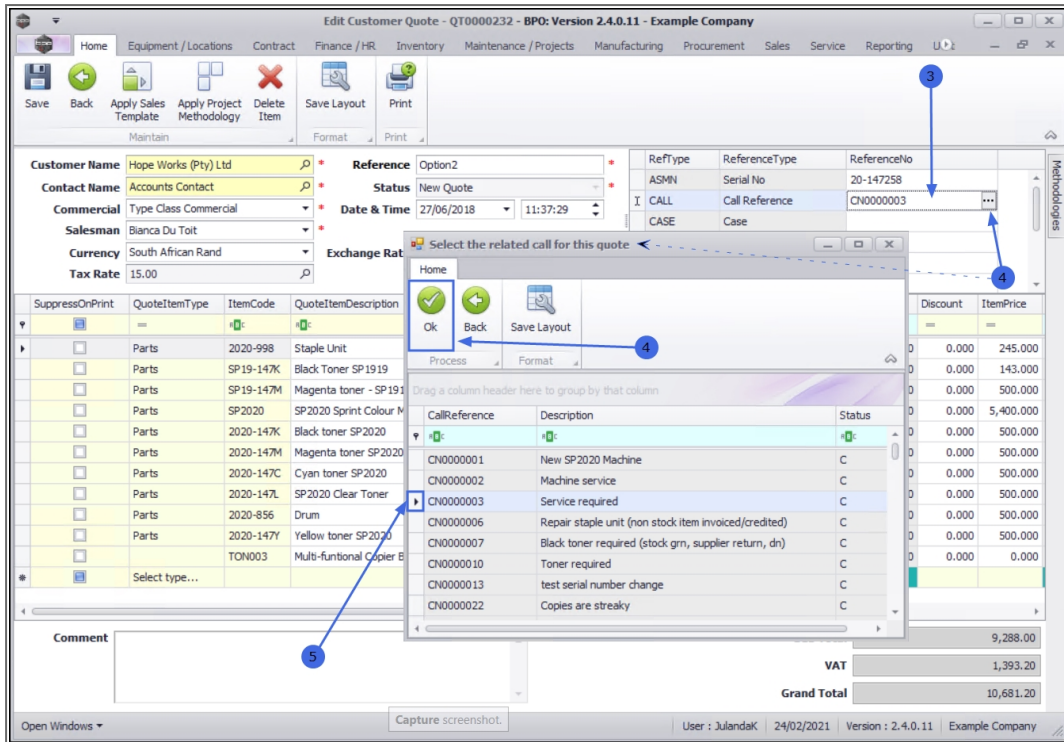 Edit Customer Quote - QT0000232 - BPO: Version 2.4.0.11 - Example Company
Home Equipment / Locations Contract Finance / HR Inventory Maintenance / Projects Manufacturing Procurement Sales Service Reporting
Save Back Apply Sales Template Apply Project Methodology Delete Item Save Layout Print
Maintain Format Print
3
Methodologies
Customer Name Hope Works (Pty) Ltd * Reference Option2 *
Contact Name Accounts Contact * Status New Quote *
Commercial Type Class Commercial * Date & Time 27/06/2018 11:37:29
Salesman Bianca Du Toit *
Currency South African Rand Exchange Rat
Tax Rate 15.00
RefType ReferenceType ReferenceNo
ASMN Serial No 20-147258
CALL Call Reference CN0000003 ...
CASE Case
4
SuppressOnPrint QuoteItemType ItemCode QuoteItemDescription Discount ItemPrice
Parts 2020-998 Staple Unit 0.000 245.000
Parts SP19-147K Black Toner SP1919 0.000 143.000
Parts SP19-147M Magenta toner - SP191 0.000 500.000
Parts SP2020 SP2020 Sprint Colour M 0.000 5,400.000
Parts 2020-147K Black toner SP2020 0.000 500.000
Parts 2020-147M Magenta toner SP2020 0.000 500.000
Parts 2020-147C Cyan toner SP2020 0.000 500.000
Parts 2020-147L SP2020 Clear Toner 0.000 500.000
Parts 2020-856 Drum 0.000 500.000
Parts 2020-147Y Yellow toner SP2020 0.000 500.000
TON003 Multi-funtional Copier B 0.000 0.000
Select type...
Select the related call for this quote
Home
Ok Back Save Layout
4
Process Format
Drag a column header here to group by that column
CallReference Description Status
CN0000001 New SP2020 Machine C
CN0000002 Machine service C
CN0000003 Service required C
CN0000006 Repair staple unit (non stock item invoiced/credited) C
CN0000007 Black toner required (stock grn, supplier return, dn) C
CN0000010 Toner required C
CN0000013 test serial number change C
CN0000022 Copies are streaky C
5
Comment
9,288.00
VAT 1,393.20
Grand Total 10,681.20
Capture screenshot.
Open Windows User : JulandaK 24/02/2021 Version : 2.4.0.11 Example Company